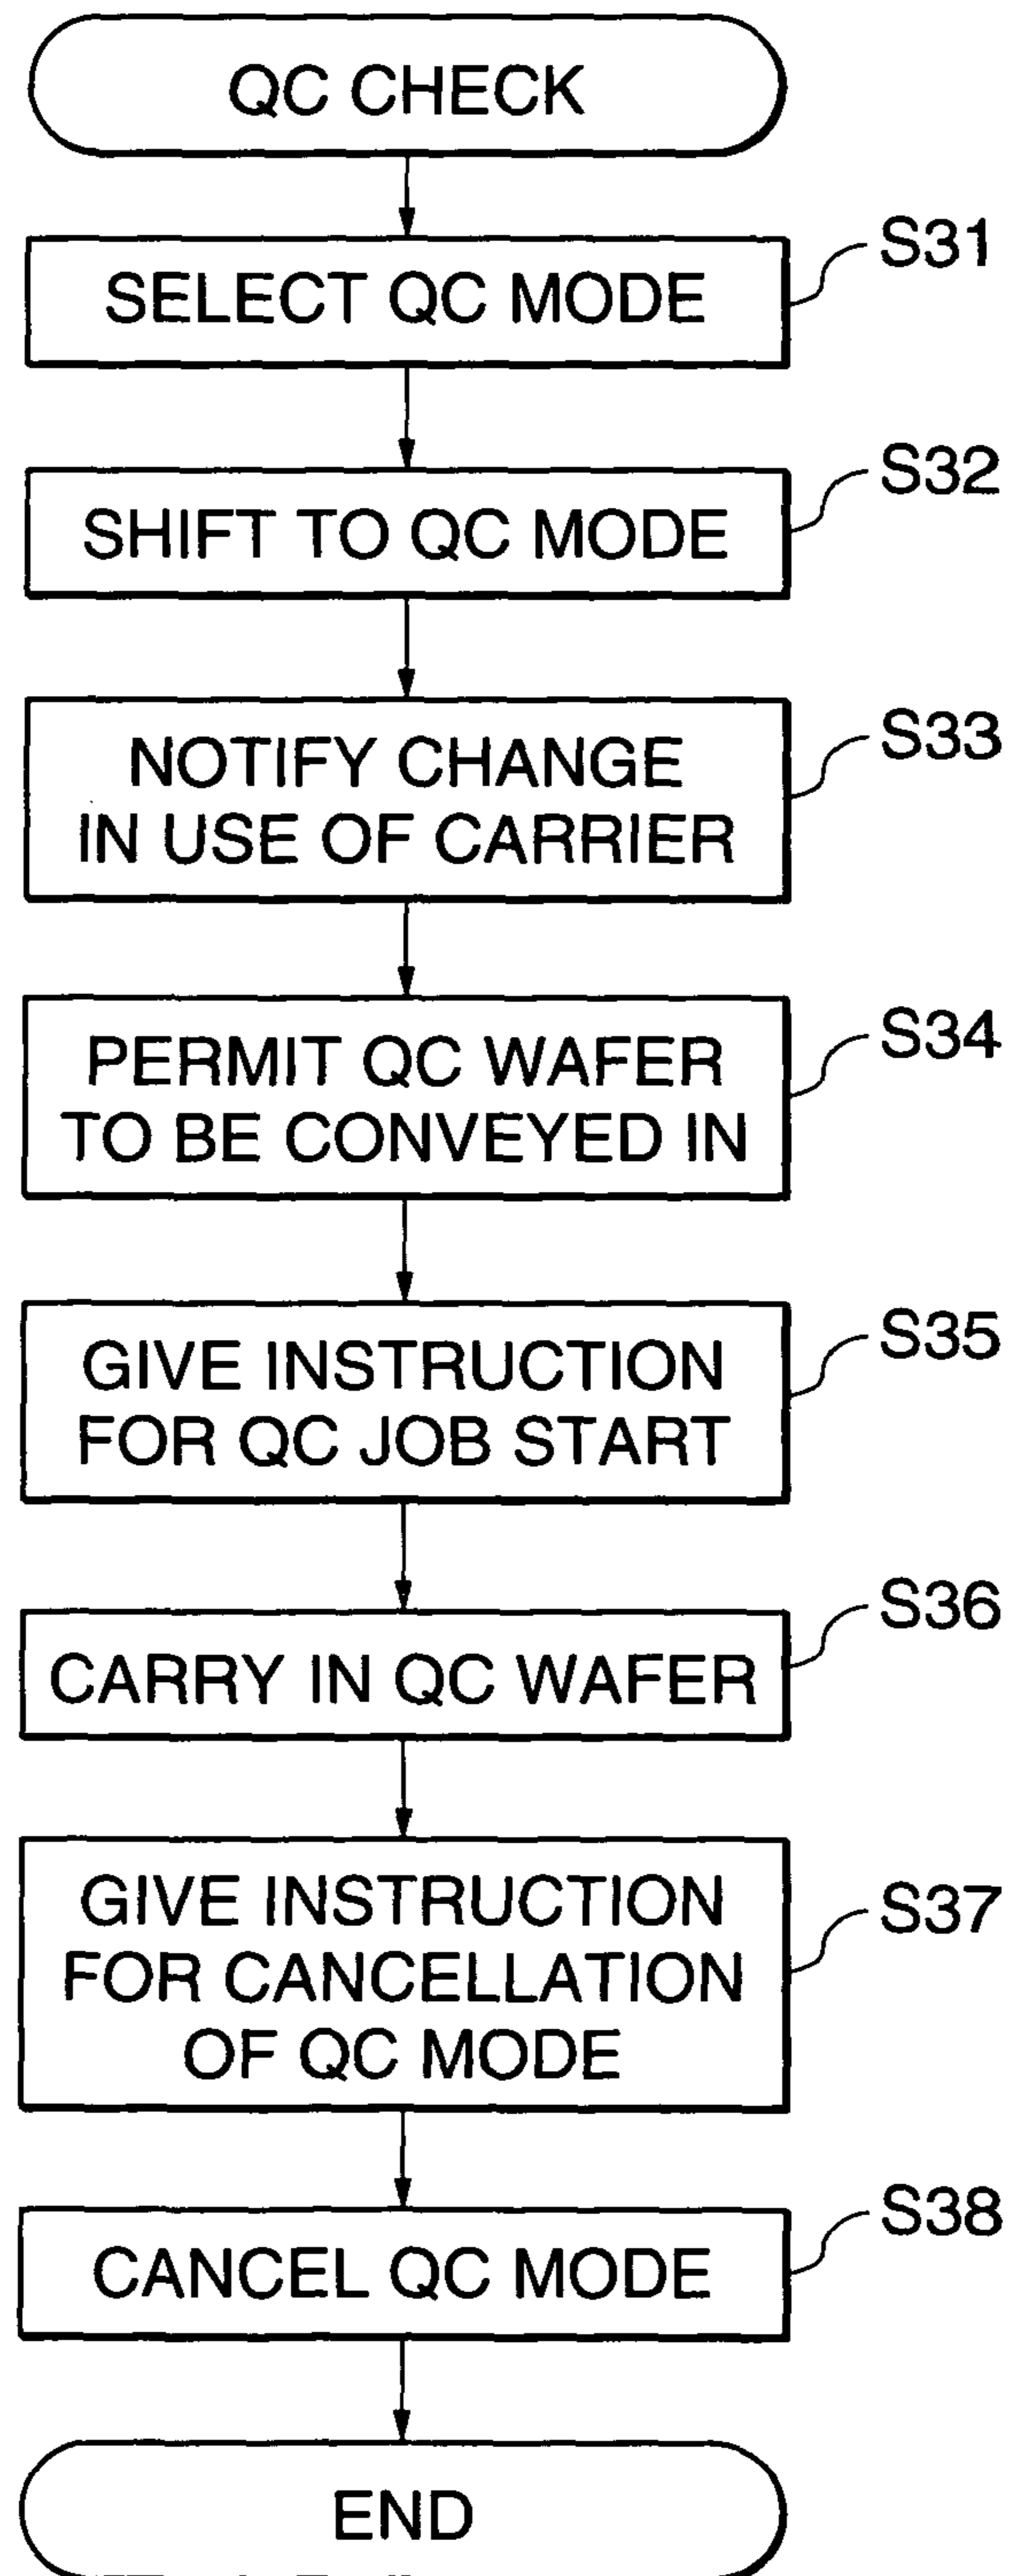 QC CHECK
SELECT QC MODE
S31
SHIFT TO QC MODE
S32
NOTIFY CHANGE
IN USE OF CARRIER
S33
PERMIT QC WAFER
TO BE CONVEYED IN
S34
GIVE INSTRUCTION
FOR QC JOB START
S35
CARRY IN QC WAFER
S36
GIVE INSTRUCTION
FOR CANCELLATION
OF QC MODE
S37
CANCEL QC MODE
S38
END